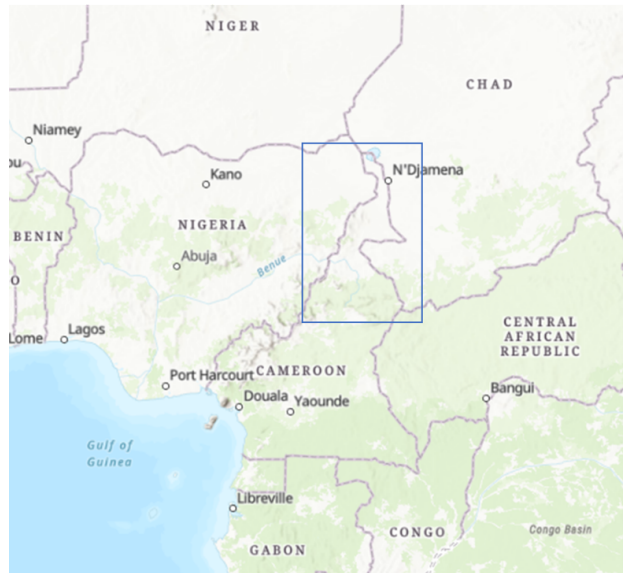 NIGER
CHAD
Niamey
ou
N'Djamena
Kano
NIGERIA
BENIN
Abuja
Benue
O
Lome
Lagos
CENTRAL
AFRICAN
REPUBLIC
Port Harcourt
CAMEROON
Bangui
Douala
Yaounde
Gulf of
Guinea
Libreville
CONGO
Congo Basin
GABON